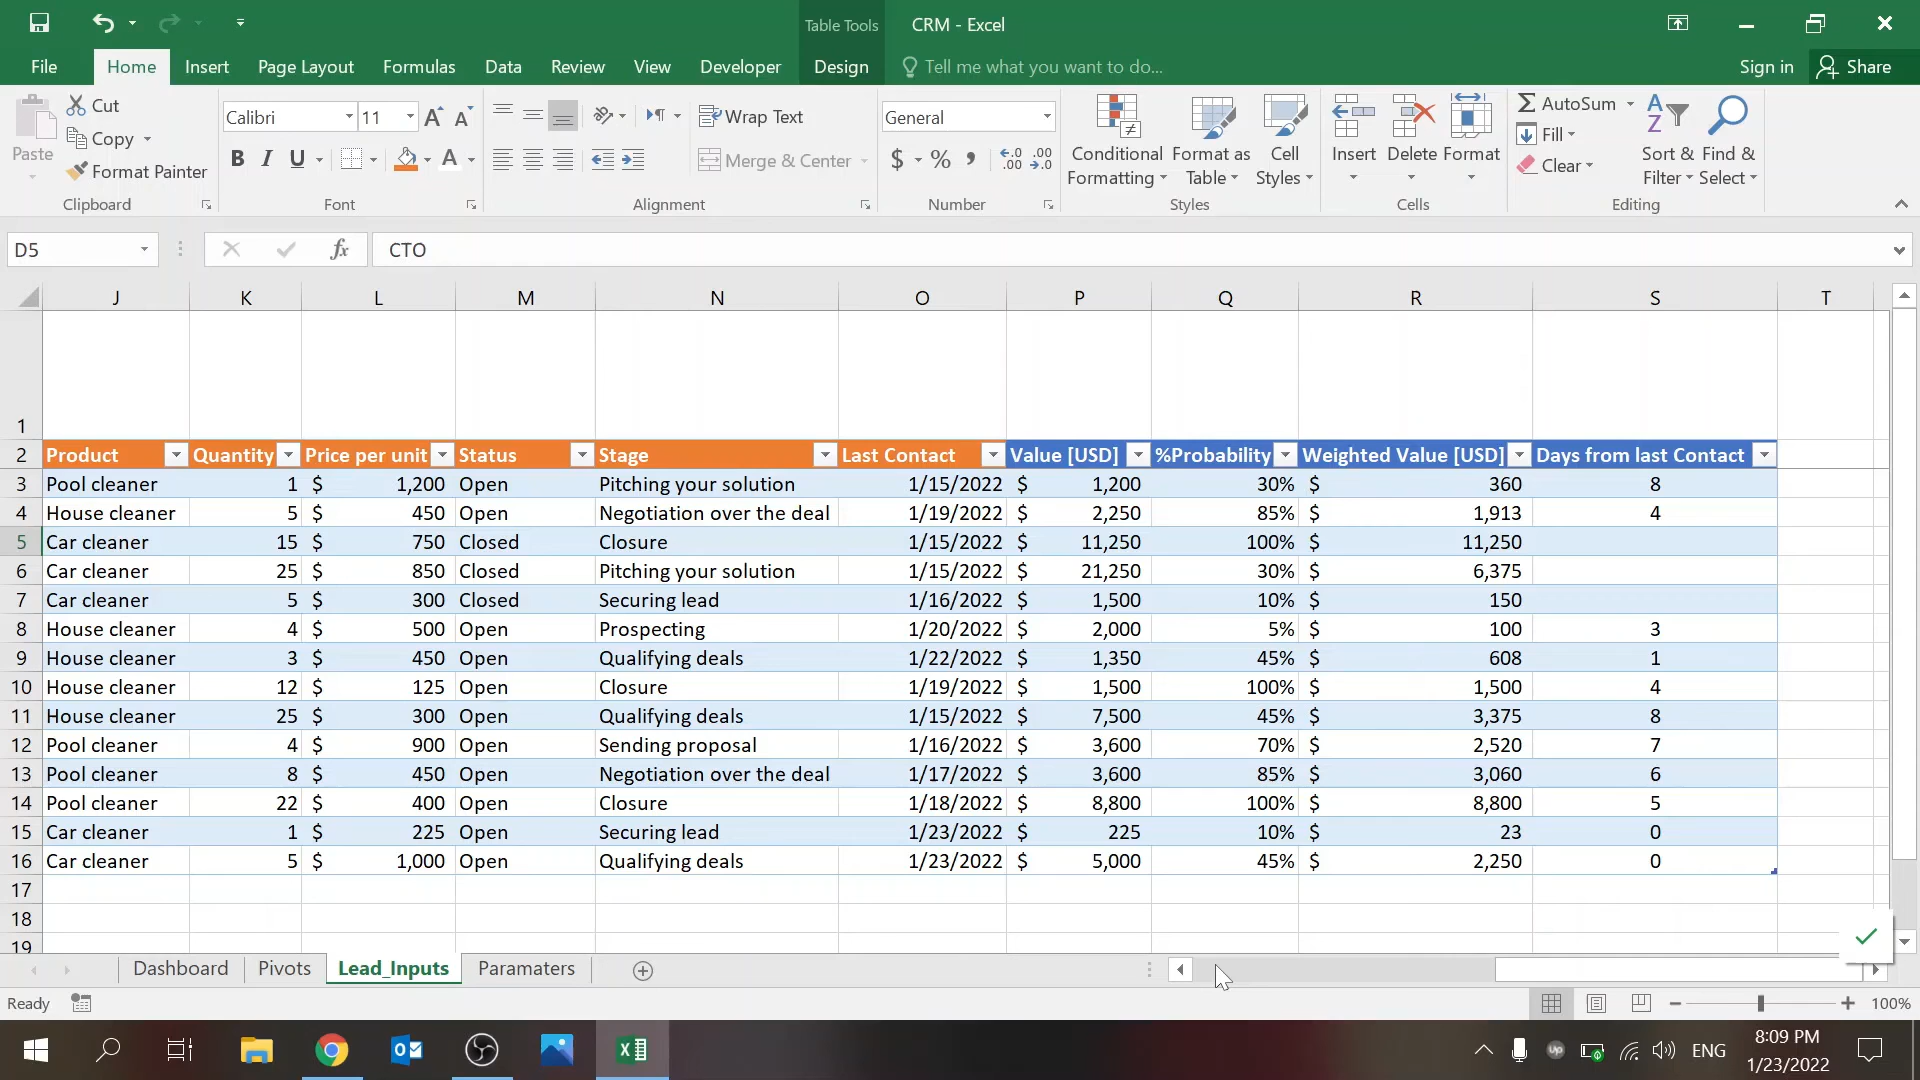 Table Tools
CRM - Excel
File
Home
Insert
Page Layout
Formulas
Data
Review
View
Developer
Design
Tell me what you want to do...
Sign in
Share
Paste
Cut
Copy
Format Painter
Clipboard
Calibri
11
B I U
Font
Wrap Text
Merge & Center
Alignment
General
$ % ,
Number
Conditional Formatting
Format as Table
Cell Styles
Styles
Insert
Delete
Format
Cells
AutoSum
Fill
Clear
Sort & Filter
Find & Select
Editing
D5
fx
CTO
J K L M N O P Q R S T
1
2 Product Quantity Price per unit Status Stage Last Contact Value [USD] %Probability Weighted Value [USD] Days from last Contact
3 Pool cleaner 1 $ 1,200 Open Pitching your solution 1/15/2022 $ 1,200 30% $ 360 8
4 House cleaner 5 $ 450 Open Negotiation over the deal 1/19/2022 $ 2,250 85% $ 1,913 4
5 Car cleaner 15 $ 750 Closed Closure 1/15/2022 $ 11,250 100% $ 11,250
6 Car cleaner 25 $ 850 Closed Pitching your solution 1/15/2022 $ 21,250 30% $ 6,375
7 Car cleaner 5 $ 300 Closed Securing lead 1/16/2022 $ 1,500 10% $ 150
8 House cleaner 4 $ 500 Open Prospecting 1/20/2022 $ 2,000 5% $ 100 3
9 House cleaner 3 $ 450 Open Qualifying deals 1/22/2022 $ 1,350 45% $ 608 1
10 House cleaner 12 $ 125 Open Closure 1/19/2022 $ 1,500 100% $ 1,500 4
11 House cleaner 25 $ 300 Open Qualifying deals 1/15/2022 $ 7,500 45% $ 3,375 8
12 Pool cleaner 4 $ 900 Open Sending proposal 1/16/2022 $ 3,600 70% $ 2,520 7
13 Pool cleaner 8 $ 450 Open Negotiation over the deal 1/17/2022 $ 3,600 85% $ 3,060 6
14 Pool cleaner 22 $ 400 Open Closure 1/18/2022 $ 8,800 100% $ 8,800 5
15 Car cleaner 1 $ 225 Open Securing lead 1/23/2022 $ 225 10% $ 23 0
16 Car cleaner 5 $ 1,000 Open Qualifying deals 1/23/2022 $ 5,000 45% $ 2,250 0
17
18
19
Dashboard
Pivots
Lead_Inputs
Paramaters
Ready
100%
ENG
8:09 PM
1/23/2022